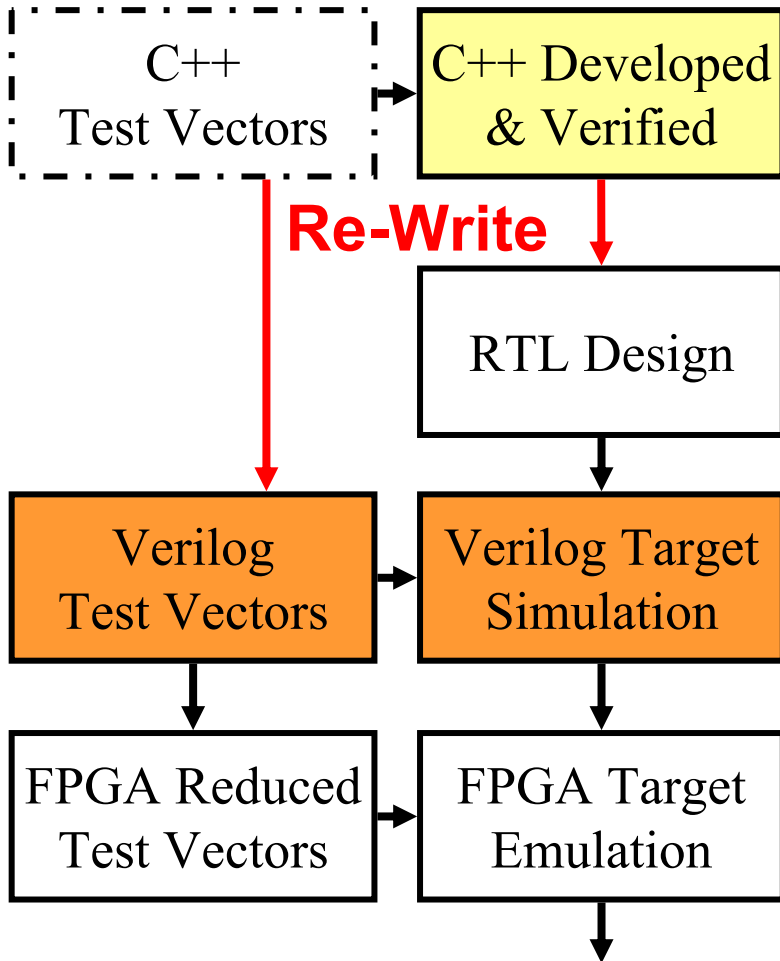 C++
Test Vectors
C++ Developed
& Verified
Re-Write
RTL Design
Verilog
Test Vectors
Verilog Target
Simulation
FPGA Reduced
Test Vectors
FPGA Target
Emulation